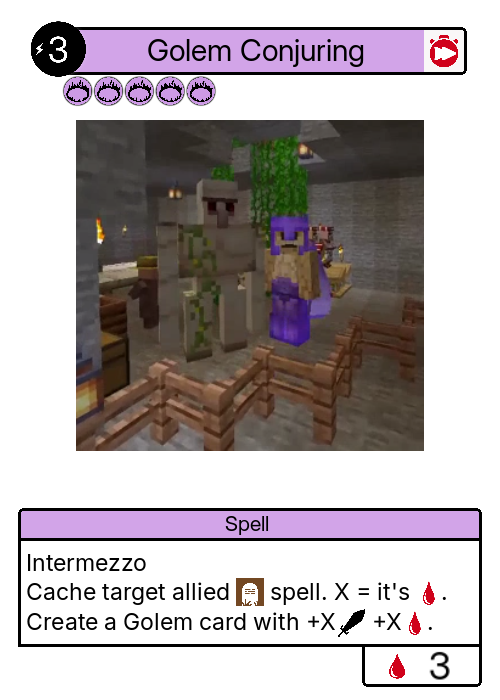 3
Golem Conjuring
Spell
Intermezzo
Cache target allied spell. X = it's .
Create a Golem card with +X +X .
3